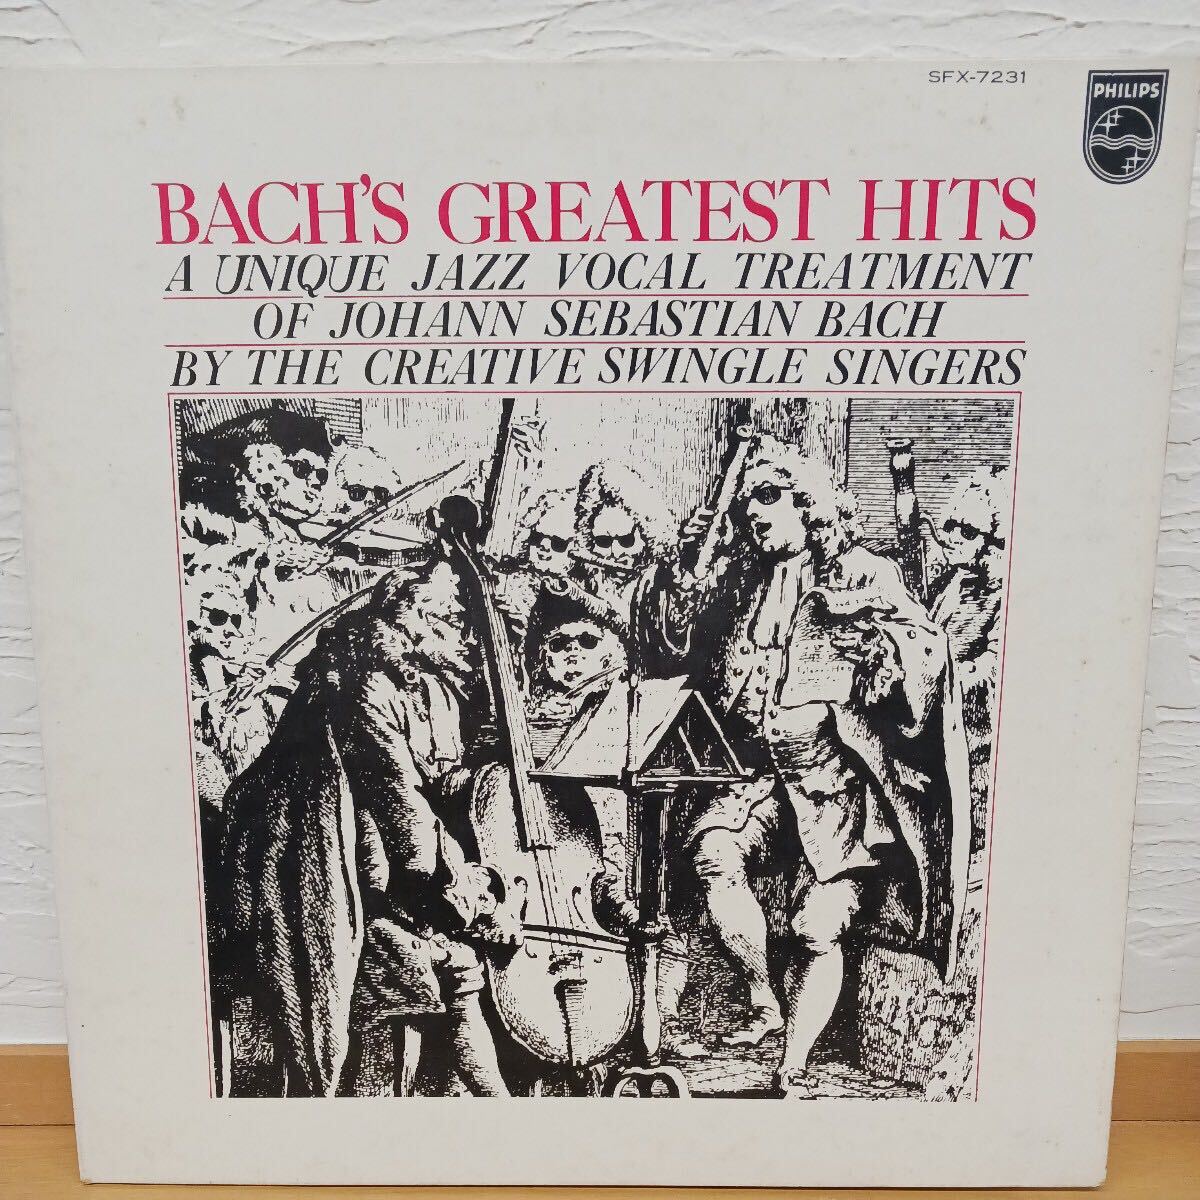 SFX-7231
PHILIPS
BACH'S GREATEST HITS
A UNIQUE JAZZ VOCAL TREATMENT
OF JOHANN SEBASTIAN BACH
BY THE CREATIVE SWINGLE SINGERS